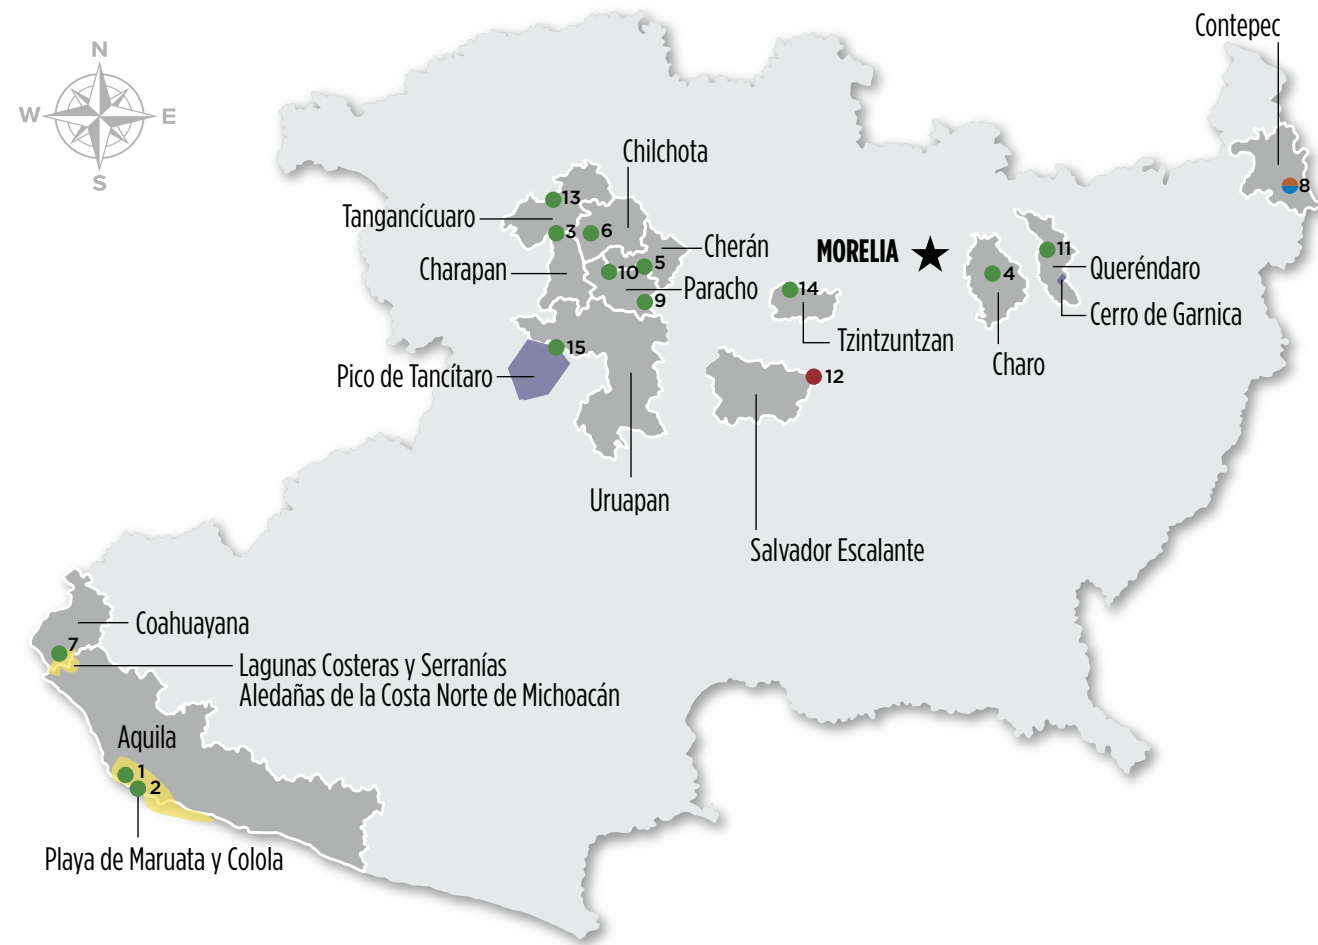 Contepec
N
W
E
S
8
Chilchota
13
Tangancícuaro
3
6
Cherán
MORELIA
11
Charapan
10
5
Paracho
4
Queréndaro
14
9
Cerro de Garnica
Tzintzuntzan
15
Charo
Pico de Tancítaro
12
Uruapan
Salvador Escalante
Coahuayana
7
Lagunas Costeras y Serranías
Aledañas de la Costa Norte de Michoacán
Aquila
1
2
Playa de Maruata y Colola